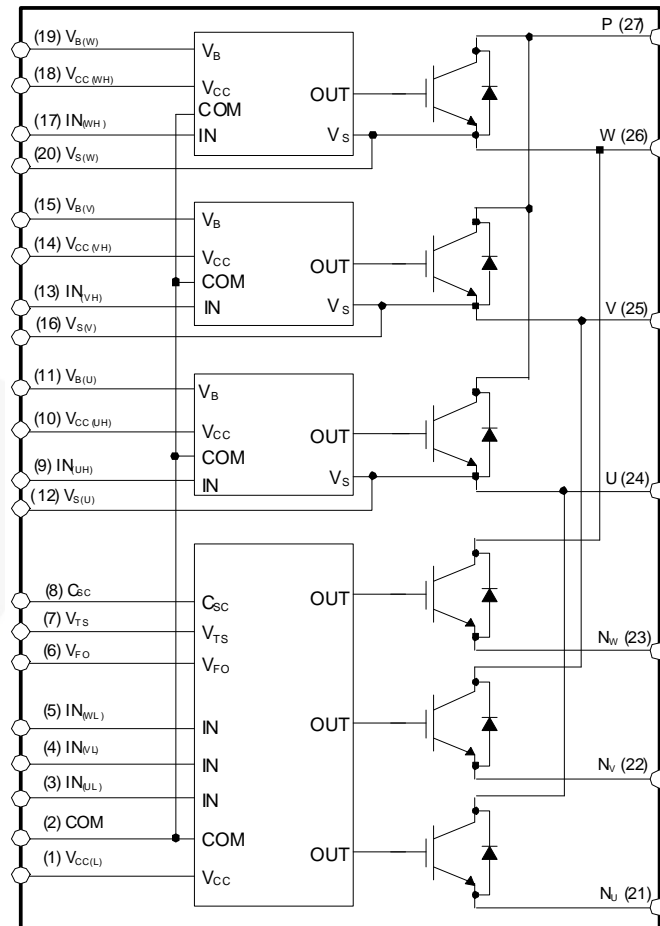 (19) VB(W)
VB
P (27)
(18) VCC(WH)
VCC
OUT
COM
(17) IN(WH)
IN
VS
W (26)
(20) VS(W)
(15) VB(V)
VB
(14) VCC(VH)
VCC
OUT
COM
(13) IN(VH)
IN
VS
V (25)
(16) VS(V)
(11) VB(U)
VB
(10) VCC(UH)
VCC
OUT
COM
(9) IN(UH)
IN
VS
U (24)
(12) VS(U)
(8) CSC
CSC
OUT
(7) VTS
VTS
(6) VFO
VFO
NW (23)
(5) IN(WL)
IN
OUT
(4) IN(VL)
IN
NV (22)
(3) IN(UL)
IN
(2) COM
COM
OUT
(1) VCC(L)
VCC
NU (21)